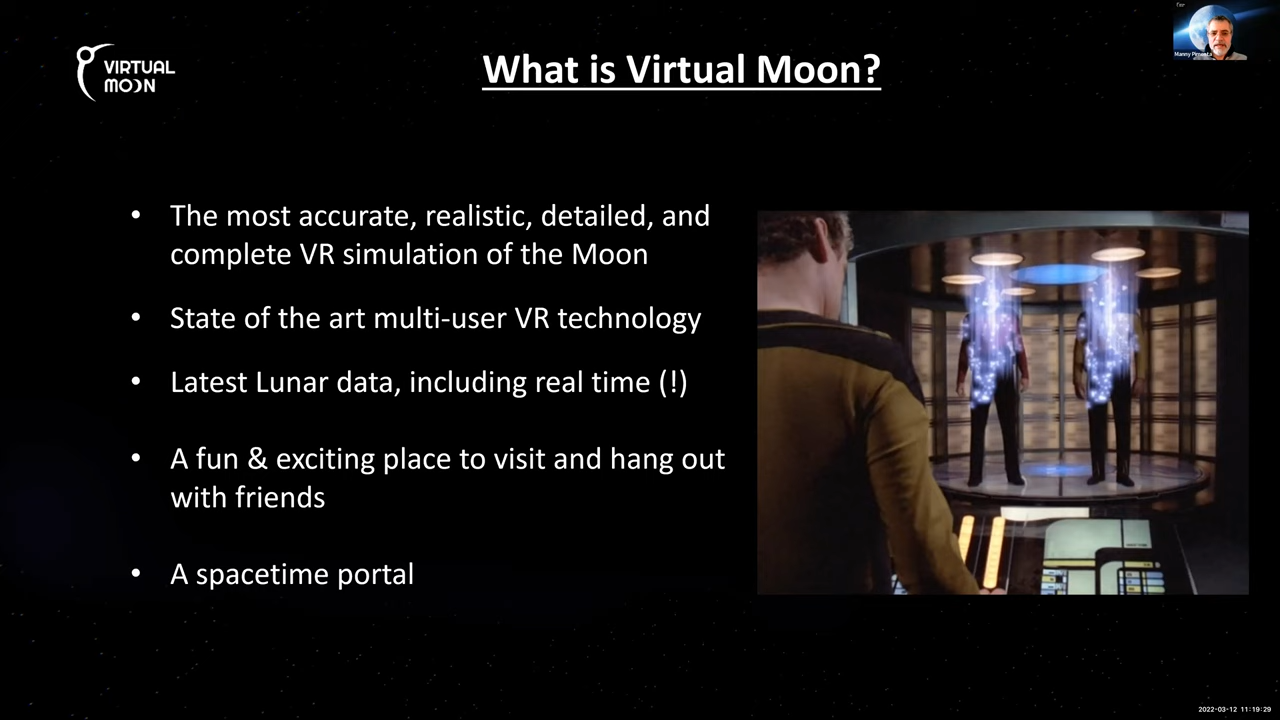 VIRTUAL
MOON
What is Virtual Moon?
Manny Pimenta
• The most accurate, realistic, detailed, and
complete VR simulation of the Moon
• State of the art multi-user VR technology
• Latest Lunar data, including real time (!)
• A fun & exciting place to visit and hang out
with friends
• A spacetime portal
2022-03-12 11:19:29